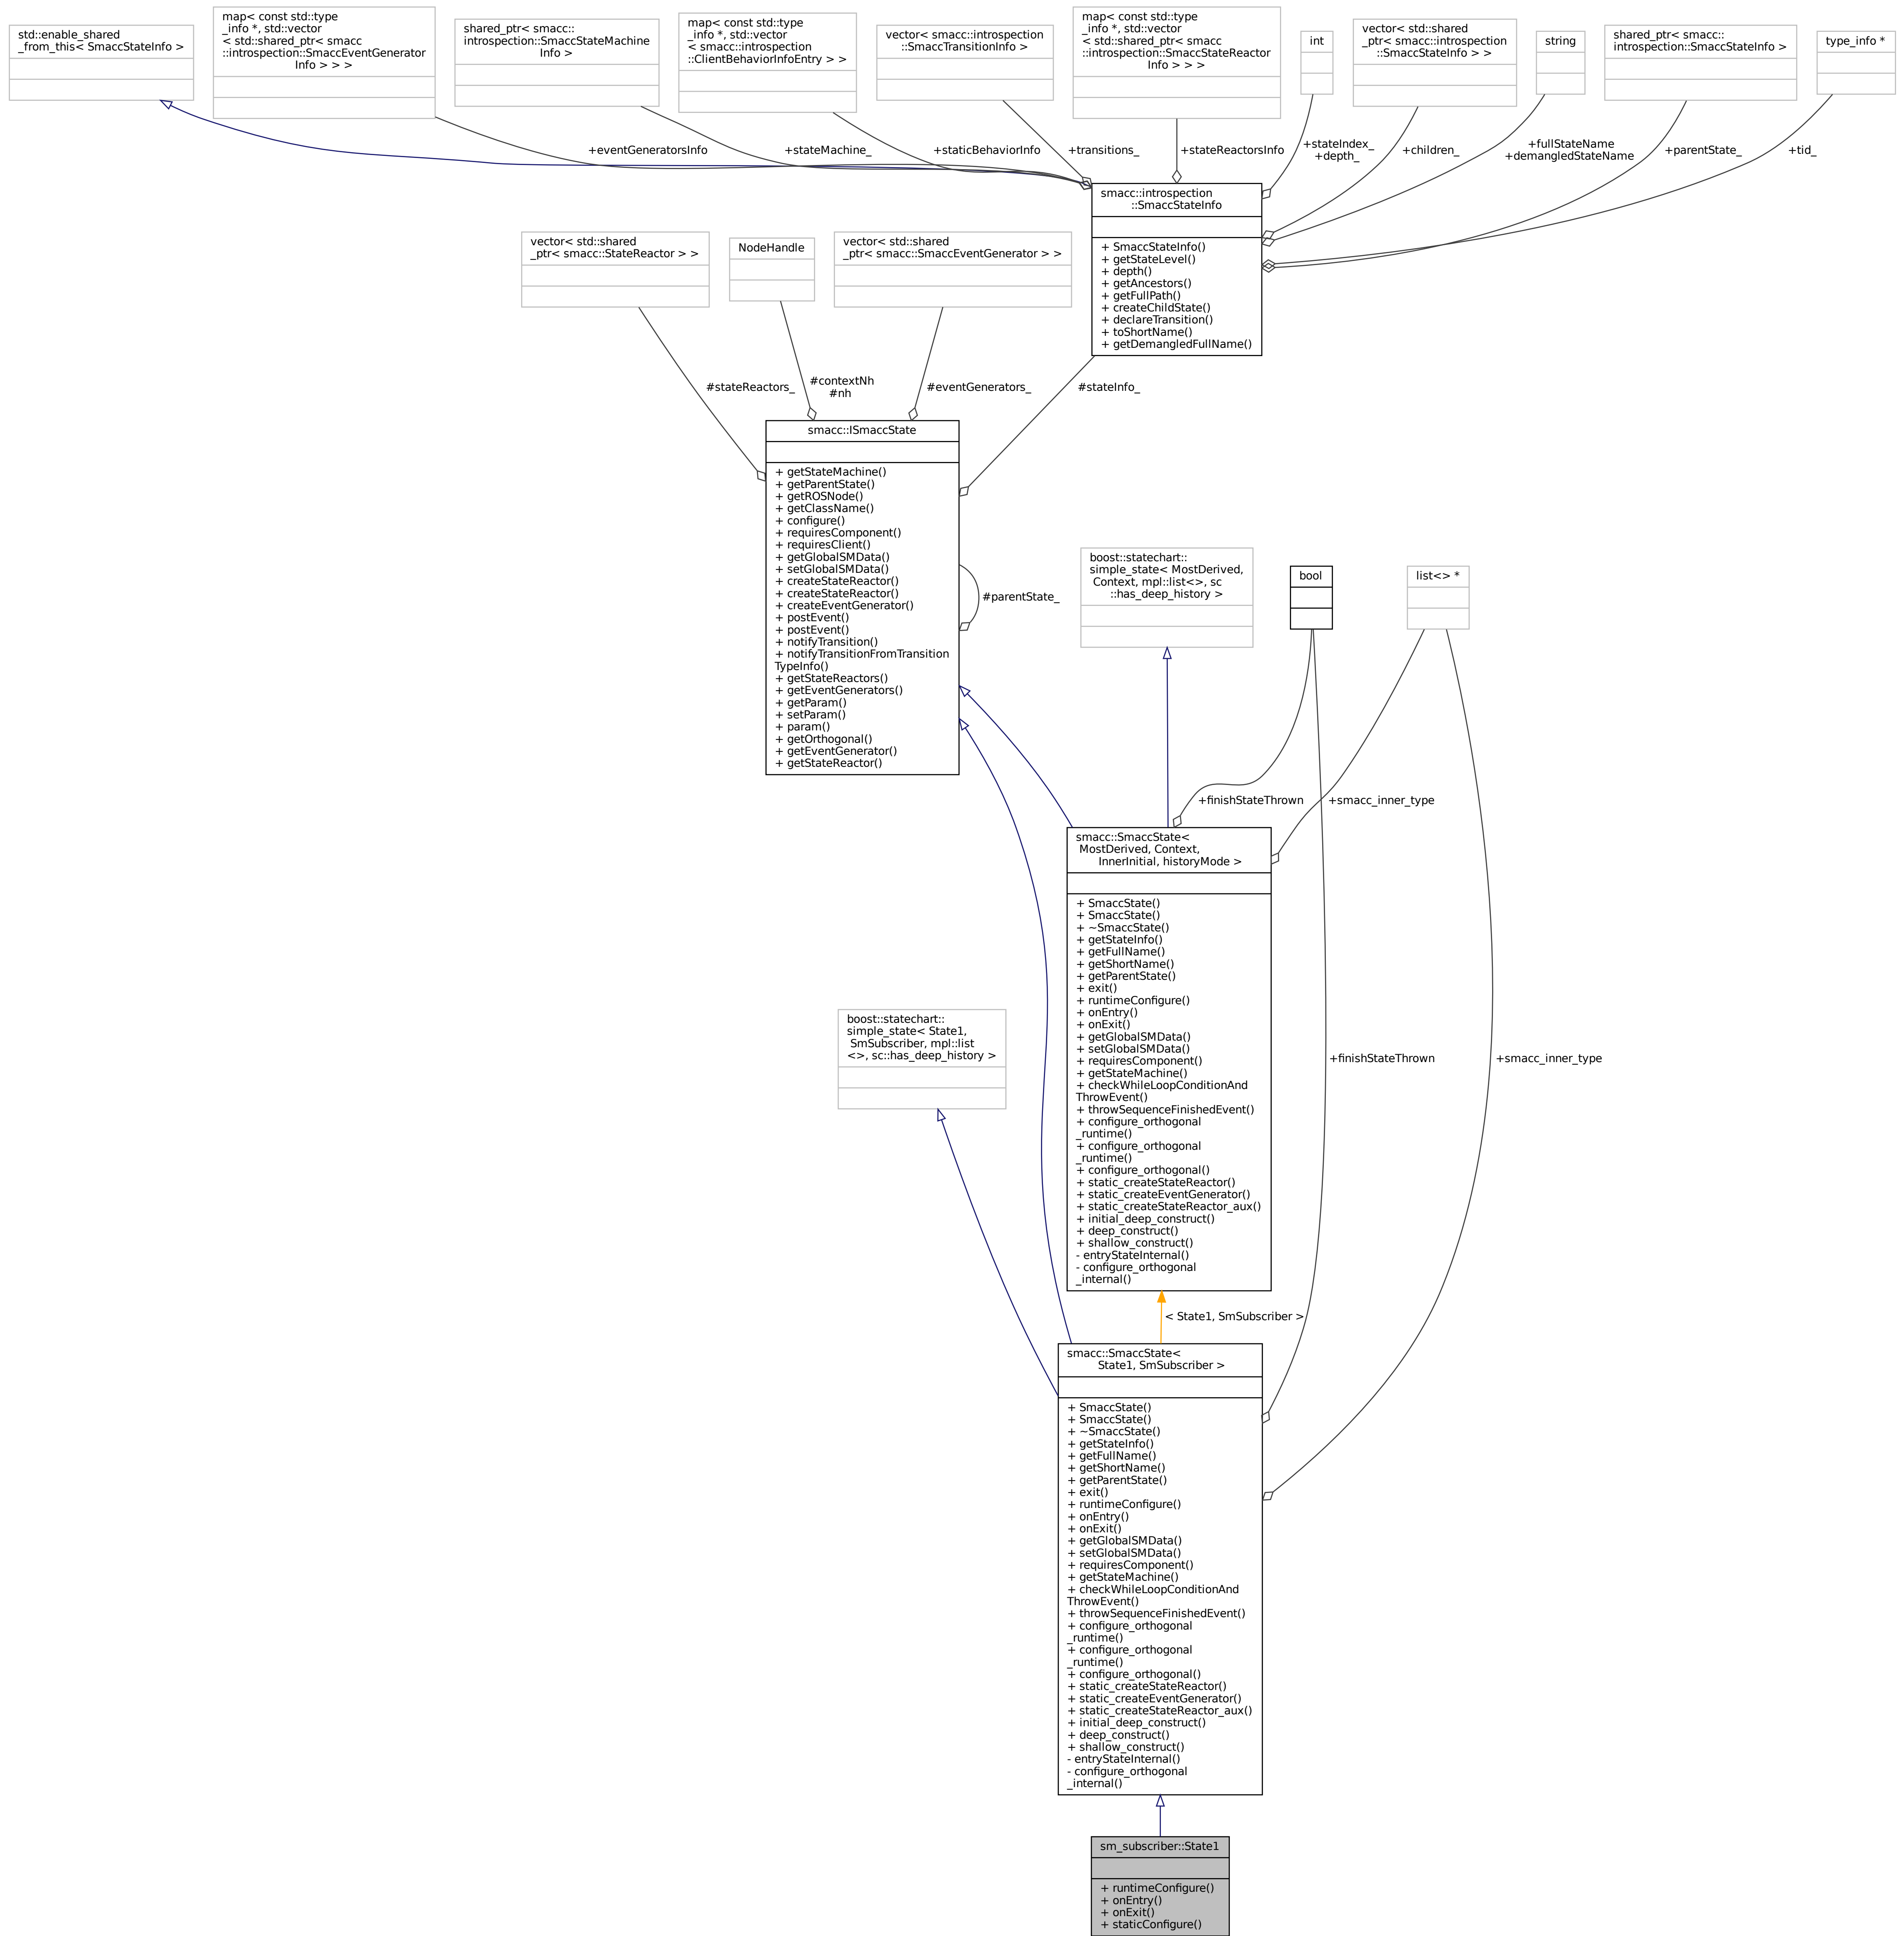 std::enable_shared
_from_this< SmaccStateInfo >
map< const std::type
_info *, std::vector
< std::shared_ptr< smacc
::introspection::SmaccEventGenerator
Info > > >
shared_ptr< smacc::
introspection::SmaccStateMachine
Info >
map< const std::type
_info *, std::vector
< smacc::introspection
::ClientBehaviorInfoEntry > >
vector< smacc::introspection
::SmaccTransitionInfo >
map< const std::type
_info *, std::vector
< std::shared_ptr< smacc
::introspection::SmaccStateReactor
Info > > >
int
vector< std::shared
_ptr< smacc::introspection
::SmaccStateInfo > >
string
shared_ptr< smacc::
introspection::SmaccStateInfo >
type_info *
+eventGeneratorsInfo
+stateMachine_
+staticBehaviorInfo
+transitions_
+stateReactorsInfo
+stateIndex_
+depth_
+children_
+fullStateName
+demangledStateName
+parentState_
+tid_
smacc::introspection
::SmaccStateInfo
+ SmaccStateInfo()
+ getStateLevel()
+ depth()
+ getAncestors()
+ getFullPath()
+ createChildState()
+ declareTransition()
+ toShortName()
+ getDemangledFullName()
vector< std::shared
_ptr< smacc::StateReactor > >
NodeHandle
vector< std::shared
_ptr< smacc::SmaccEventGenerator > >
#stateReactors_
#contextNh
#nh
#eventGenerators_
#stateInfo_
smacc::ISmaccState
+ getStateMachine()
+ getParentState()
+ getROSNode()
+ getClassName()
+ configure()
+ requiresComponent()
+ requiresClient()
+ getGlobalSMData()
+ setGlobalSMData()
+ createStateReactor()
+ createStateReactor()
+ createEventGenerator()
+ postEvent()
+ postEvent()
+ notifyTransition()
+ notifyTransitionFromTransition
TypeInfo()
+ getStateReactors()
+ getEventGenerators()
+ getParam()
+ setParam()
+ param()
+ getOrthogonal()
+ getEventGenerator()
+ getStateReactor()
#parentState_
boost::statechart::
simple_state< MostDerived,
Context, mpl::list<>, sc
::has_deep_history >
bool
list<> *
+finishStateThrown
+smacc_inner_type
smacc::SmaccState<
MostDerived, Context,
InnerInitial, historyMode >
+ SmaccState()
+ SmaccState()
+ ~SmaccState()
+ getStateInfo()
+ getFullName()
+ getShortName()
+ getParentState()
+ exit()
+ runtimeConfigure()
+ onEntry()
+ onExit()
+ getGlobalSMData()
+ setGlobalSMData()
+ requiresComponent()
+ getStateMachine()
+ checkWhileLoopConditionAnd
ThrowEvent()
+ throwSequenceFinishedEvent()
+ configure_orthogonal
_runtime()
+ configure_orthogonal
_runtime()
+ configure_orthogonal()
+ static_createStateReactor()
+ static_createEventGenerator()
+ static_createStateReactor_aux()
+ initial_deep_construct()
+ deep_construct()
+ shallow_construct()
- entryStateInternal()
- configure_orthogonal
_internal()
boost::statechart::
simple_state< State1,
SmSubscriber, mpl::list
<>, sc::has_deep_history >
+finishStateThrown
+smacc_inner_type
< State1, SmSubscriber >
smacc::SmaccState<
State1, SmSubscriber >
+ SmaccState()
+ SmaccState()
+ ~SmaccState()
+ getStateInfo()
+ getFullName()
+ getShortName()
+ getParentState()
+ exit()
+ runtimeConfigure()
+ onEntry()
+ onExit()
+ getGlobalSMData()
+ setGlobalSMData()
+ requiresComponent()
+ getStateMachine()
+ checkWhileLoopConditionAnd
ThrowEvent()
+ throwSequenceFinishedEvent()
+ configure_orthogonal
_runtime()
+ configure_orthogonal
_runtime()
+ configure_orthogonal()
+ static_createStateReactor()
+ static_createEventGenerator()
+ static_createStateReactor_aux()
+ initial_deep_construct()
+ deep_construct()
+ shallow_construct()
- entryStateInternal()
- configure_orthogonal
_internal()
sm_subscriber::State1
+ runtimeConfigure()
+ onEntry()
+ onExit()
+ staticConfigure()